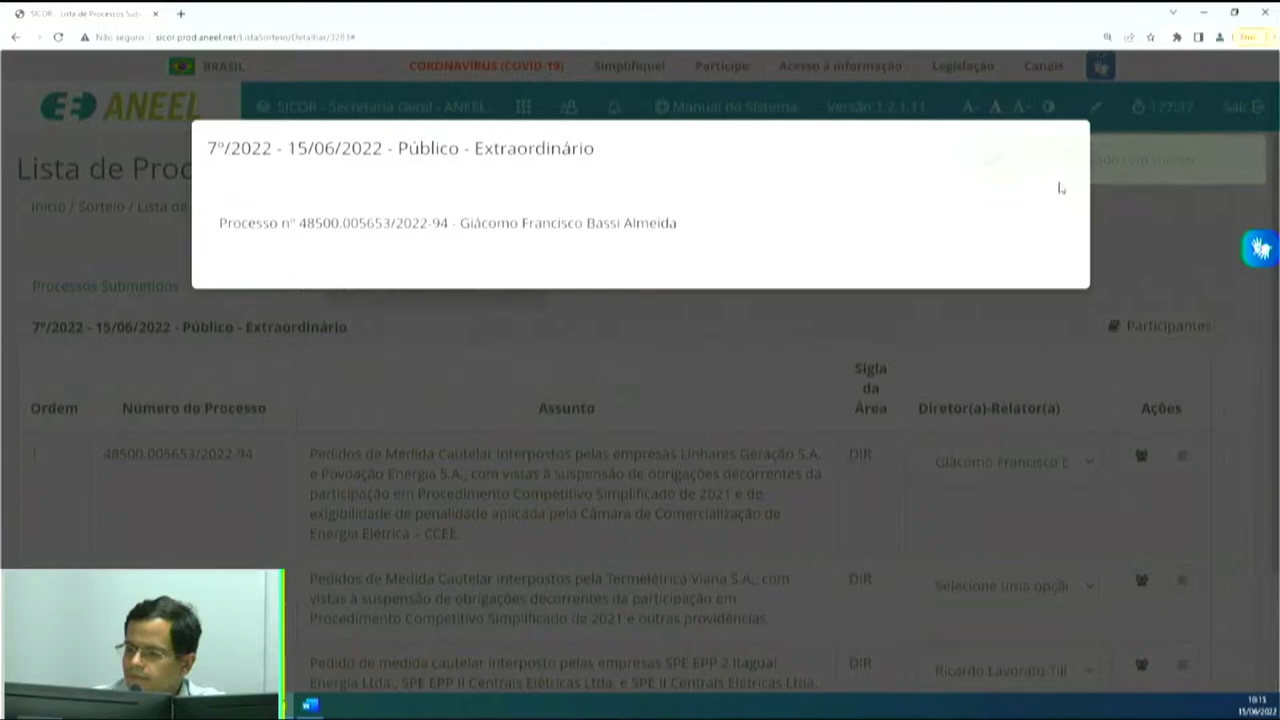 SICOR - Lista de Processos Sub
Não seguro | sicor.prod.aneel.net/ListaSorteio/Detalhar/3281#
BRASIL
CORONAVÍRUS (COVID-19) Simplifique! Participe Acesso à informação Legislação Canais
ANEEL SICOR - Secretaria Geral - ANEEL Manual do Sistema Versão 1.2.1.11 A- A A+ Sair
7º/2022 - 15/06/2022 - Público - Extraordinário
Lista de Proc
com
Início / Sorteio / Lista de
Processo nº 48500.005653/2022-94 - Giácomo Francisco Bassi Almeida
Processos Submetidos
7º/2022 - 15/06/2022 - Público - Extraordinário
Participantes
Ordem Número do Processo Assunto Sigla da Área Diretor(a)-Relator(a) Ações
1 48500.005653/2022-94
Pedidos de Medida Cautelar interpostos pelas empresas Linhares Geração S.A.
e Povoação Energia S.A., com vistas à suspensão de obrigações decorrentes da
participação em Procedimento Competitivo Simplificado de 2021 e de
exigibilidade de penalidade aplicada pela Câmara de Comercialização de
Energia Elétrica – CCEE.
DIR Giácomo Francisco B
Pedidos de Medida Cautelar interpostos pela Termelétrica Viana S.A., com
vistas à suspensão de obrigações decorrentes da participação em
Procedimento Competitivo Simplificado de 2021 e outras providências.
DIR Selecione uma opçã
Pedido de medida cautelar interposto pelas empresas SPE EPP 2 Itaguaí
Energia Ltda., SPE EPP II Centrais Elétricas Ltda. e SPE II Centrais Elétricas Ltda.
DIR Ricardo Lavorato Tili
18:15
15/06/2022